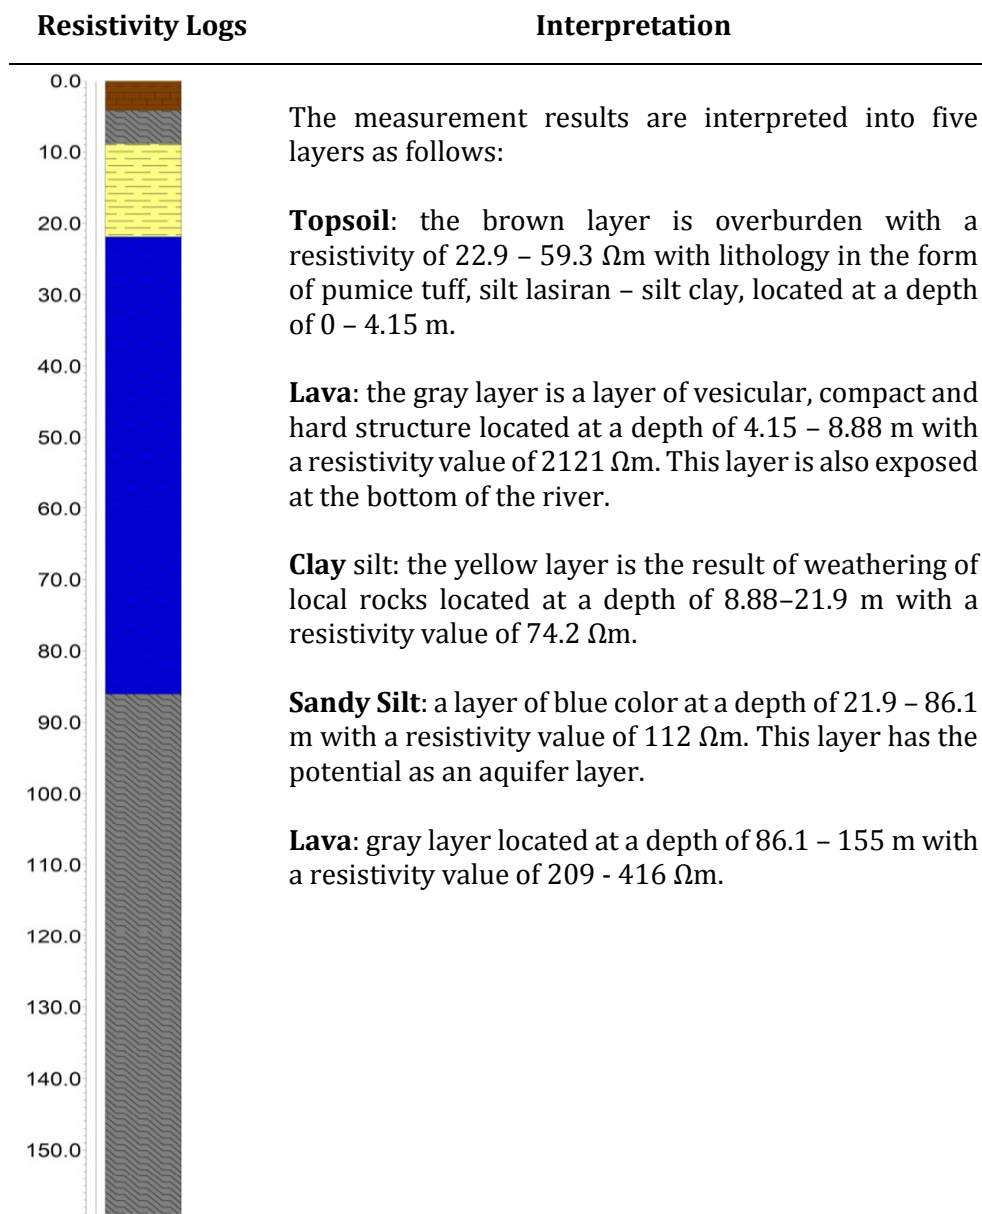 Resistivity Logs Interpretation
0.0
10.0
20.0
30.0
40.0
50.0
60.0
70.0
80.0
90.0
100.0
110.0
120.0
130.0
140.0
150.0
The measurement results are interpreted into five
layers as follows:
Topsoil: the brown layer is overburden with a
resistivity of 22.9 – 59.3 Ωm with lithology in the form
of pumice tuff, silt lasiran – silt clay, located at a depth
of 0 – 4.15 m.
Lava: the gray layer is a layer of vesicular, compact and
hard structure located at a depth of 4.15 – 8.88 m with
a resistivity value of 2121 Ωm. This layer is also exposed
at the bottom of the river.
Clay silt: the yellow layer is the result of weathering of
local rocks located at a depth of 8.88–21.9 m with a
resistivity value of 74.2 Ωm.
Sandy Silt: a layer of blue color at a depth of 21.9 – 86.1
m with a resistivity value of 112 Ωm. This layer has the
potential as an aquifer layer.
Lava: gray layer located at a depth of 86.1 – 155 m with
a resistivity value of 209 - 416 Ωm.